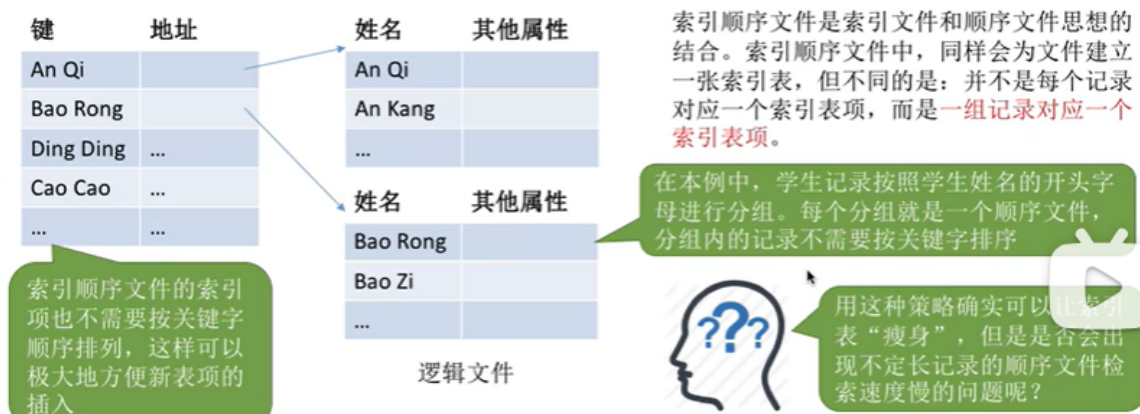 键 地址
An Qi
Bao Rong
Ding Ding ...
Cao Cao ...
... ...
索引顺序文件的索引
项也不需要按关键字
顺序排列，这样可以
极大地方便新表项的
插入
姓名 其他属性
An Qi
An Kang
...
姓名 其他属性
Bao Rong
Bao Zi
...
逻辑文件
索引顺序文件是索引文件和顺序文件思想的
结合。索引顺序文件中，同样会为文件建立
一张索引表，但不同的是：并不是每个记录
对应一个索引表项，而是一组记录对应一个
索引表项。
在本例中，学生记录按照学生姓名的开头字
母进行分组。每个分组就是一个顺序文件，
分组内的记录不需要按关键字排序
???
用这种策略确实可以让索引
表“瘦身”，但是是否会出
现不定长记录的顺序文件检
索速度慢的问题呢？